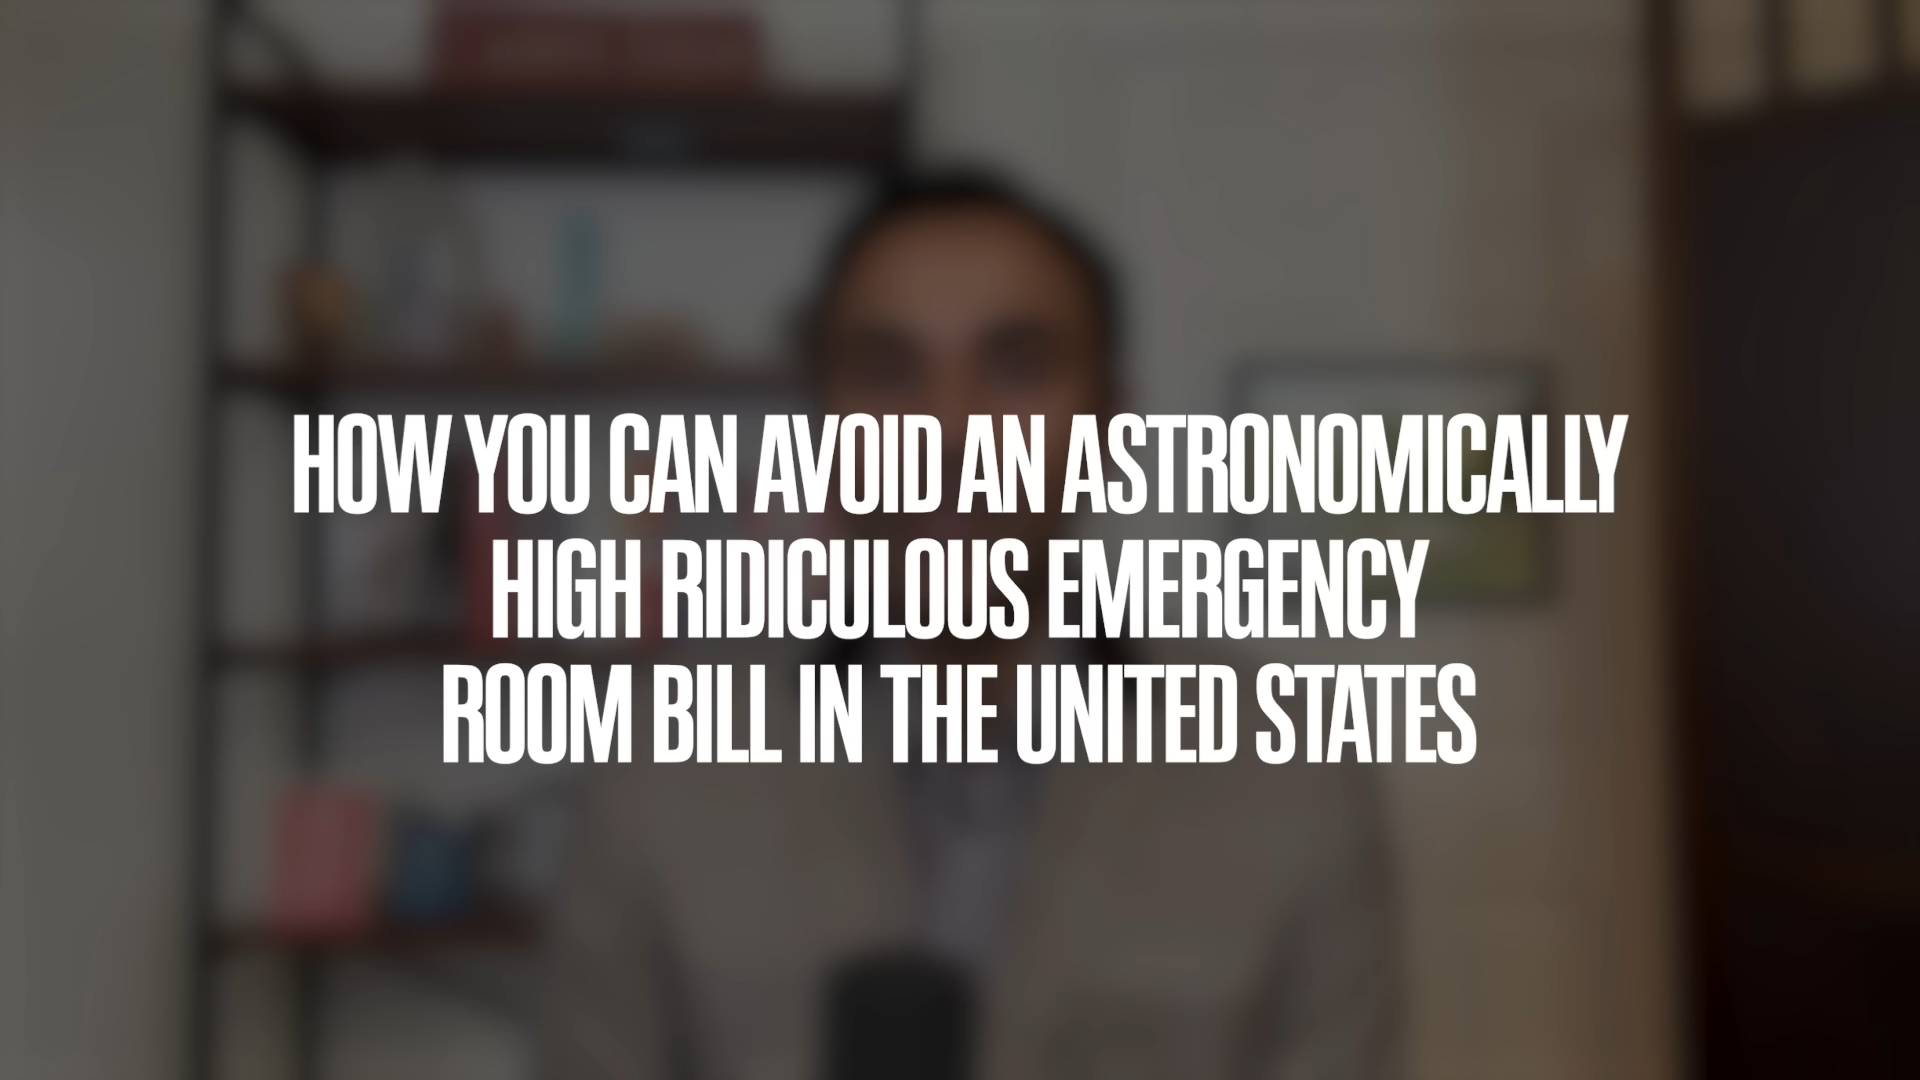 HOW YOU CAN AVOID AN ASTRONOMICALLY
HIGH RIDICULOUS EMERGENCY
ROOM BILL IN THE UNITED STATES